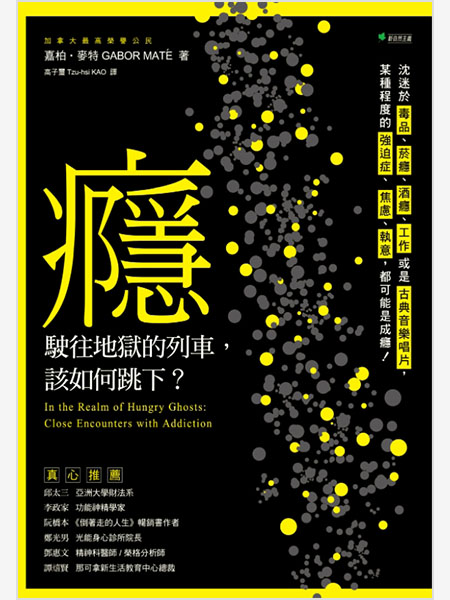 加拿大最高榮譽公民
嘉柏・麥特 GABOR MATÉ 著
高子璽 Tzu-hsi KAO 譯
新自然主義
沈迷於毒品、菸癮、酒癮、工作或是古典音樂唱片，
某種程度的強迫症、焦慮、執意，都可能是成癮！
癮
駛往地獄的列車，
該如何跳下？
In the Realm of Hungry Ghosts:
Close Encounters with Addiction
真心推薦
邱太三 亞洲大學財法系
李政家 功能神精學家
阮橋本 《倒著走的人生》暢銷書作者
鄭光男 光能身心診所院長
鄧惠文 精神科醫師/榮格分析師
譚熺賢 那可拿新生活教育中心總裁